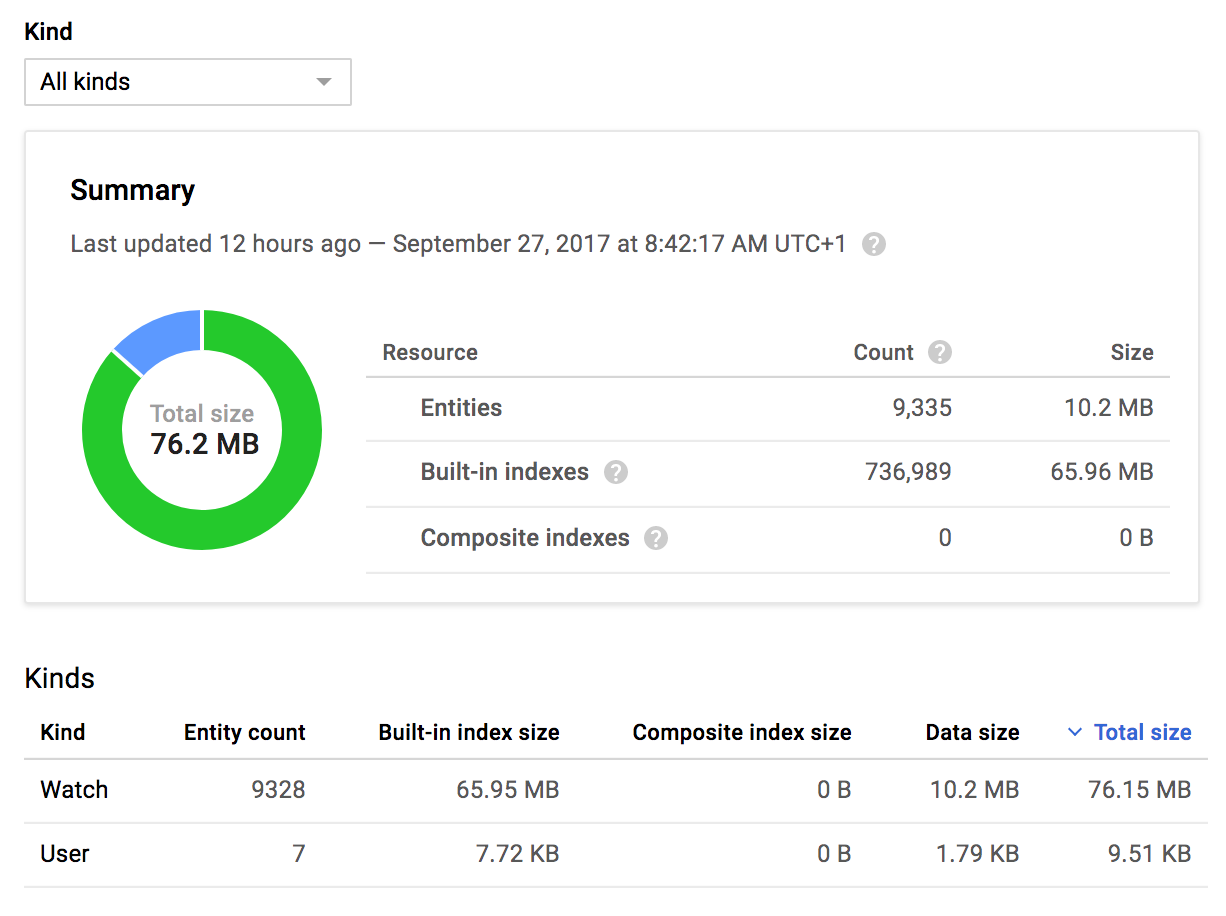 Kind
All kinds
Summary
Last updated 12 hours ago — September 27, 2017 at 8:42:17 AM UTC+1 ?
Total size
76.2 MB
Resource Count ? Size
Entities 9,335 10.2 MB
Built-in indexes ? 736,989 65.96 MB
Composite indexes ? 0 0 B
Kinds
Kind Entity count Built-in index size Composite index size Data size Total size
Watch 9328 65.95 MB 0 B 10.2 MB 76.15 MB
User 7 7.72 KB 0 B 1.79 KB 9.51 KB